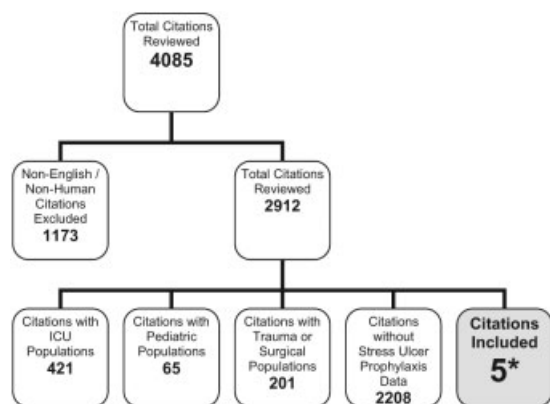 Total Citations
Reviewed
4085
Non-English /
Non-Human
Citations
Excluded
1173
Total Citations
Reviewed
2912
Citations with
ICU
Populations
421
Citations with
Pediatric
Populations
65
Citations with
Trauma or
Surgical
Populations
201
Citations
without
Stress Ulcer
Prophylaxis
Data
2208
Citations
Included
5*